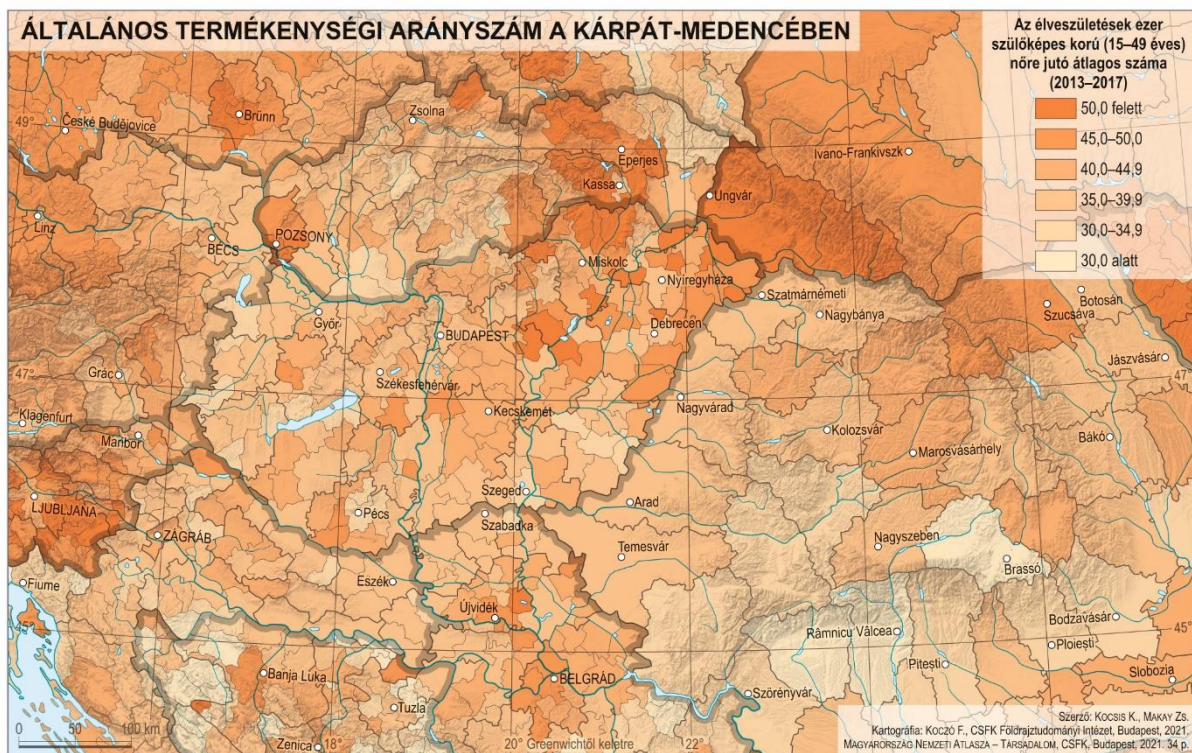 ÁLTALÁNOS TERMÉKENYSÉGI ARÁNYSZÁM A KÁRPÁT-MEDENCÉBEN
Az élveszületések ezer
szülőképes korú (15–49 éves)
nőre jutó átlagos száma
(2013–2017)
50,0 felett
45,0–50,0
40,0–44,9
35,0–39,9
30,0–34,9
30,0 alatt
Zsolna
Brünn
49°
České Budějovice
Eperjes
Ivano-Frankivszk
Kassa
Ungvár
Linz
BÉCS
POZSONY
Miskolc
Nyíregyháza
Szatmárnémeti
Botosán
Szucsáva
Győr
Nagybánya
BUDAPEST
Debrecen
Jászvásár
47°
Grác
Székesfehérvár
47°
Klagenfurt
Kecskemét
Nagyvárad
Maribor
Kolozsvár
Bákó
Marosvásárhely
LJUBLJANA
Szeged
Arad
Pécs
Szabadka
ZÁGRÁB
Nagyszeben
Temesvár
Brassó
Fiume
Eszék
Újvidék
Bodzavásár
45°
45°
Râmnicu Vâlcea
Ploiești
Pitești
Banja Luka
BELGRÁD
Slobozia
Szörényvár
Tuzla
0 50 100 km
18°
20° Greenwichtől keletre
22°
Zenica
Szerző: KOCSIS K., MAKAY ZS.
Kartográfia: KOCZÓ F., CSFK Földrajztudományi Intézet, Budapest, 2021.
MAGYARORSZÁG NEMZETI ATLASZA – TÁRSADALOM, CSFK, Budapest, 2021. 34 p.